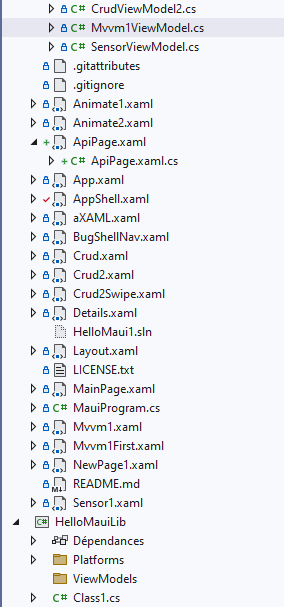 C# CrudViewModel2.cs
C# Mvvm1ViewModel.cs
C# SensorViewModel.cs
.gitattributes
.gitignore
Animate1.xaml
Animate2.xaml
ApiPage.xaml
C# ApiPage.xaml.cs
App.xaml
AppShell.xaml
aXAML.xaml
BugShellNav.xaml
Crud.xaml
Crud2.xaml
Crud2Swipe.xaml
Details.xaml
HelloMaui1.sln
Layout.xaml
LICENSE.txt
MainPage.xaml
C# MauiProgram.cs
Mvvm1.xaml
Mvvm1First.xaml
NewPage1.xaml
M↓ README.md
Sensor1.xaml
C# HelloMauiLib
Dépendances
Platforms
ViewModels
C# Class1.cs